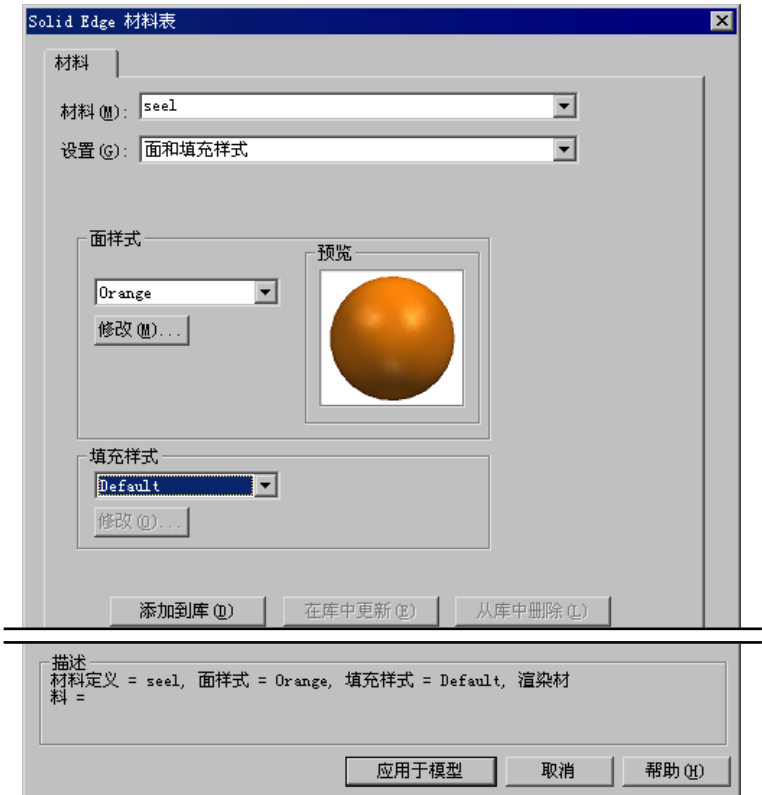 Solid Edge 材料表
材料
材料(M): seel
设置(G): 面和填充样式
面样式
预览
Orange
修改(M)...
填充样式
Default
修改(O)...
添加到库(D) 在库中更新(E) 从库中删除(L)
描述
材料定义 = seel, 面样式 = Orange, 填充样式 = Default, 渲染材
料 =
应用于模型 取消 帮助(H)